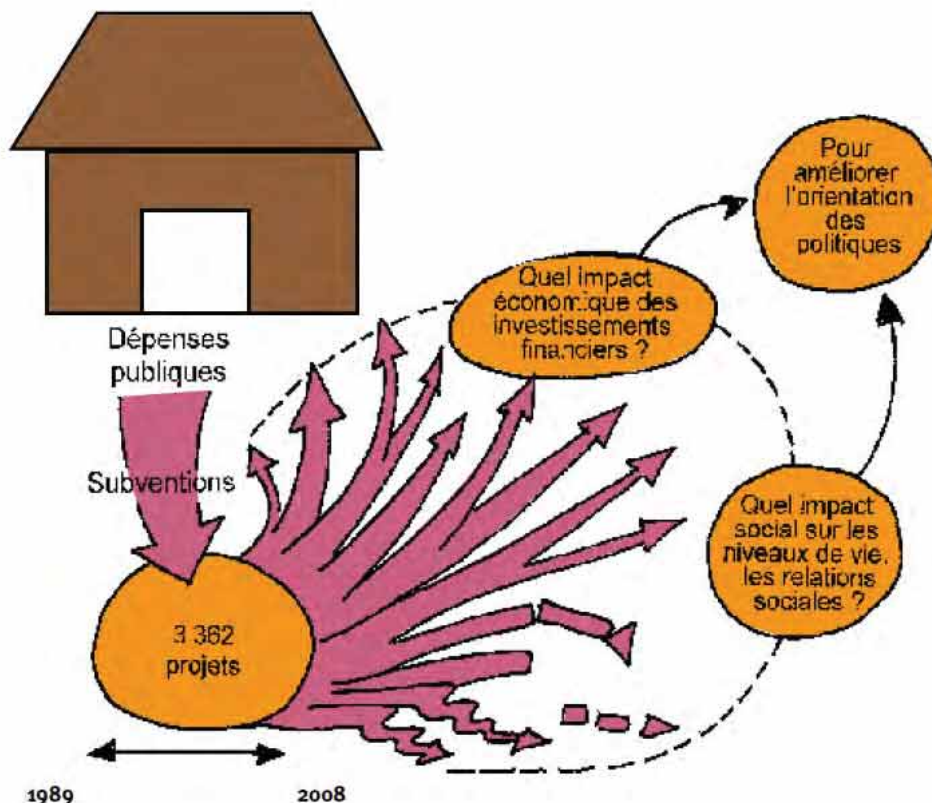 Dépenses
publiques
Subventions
3 362
projets
1989
2008
Quel impact
économique des
investissements
financiers ?
Pour
améliorer
l'orientation
des
politiques
Quel impact
social sur les
niveaux de vie,
les relations
sociales ?